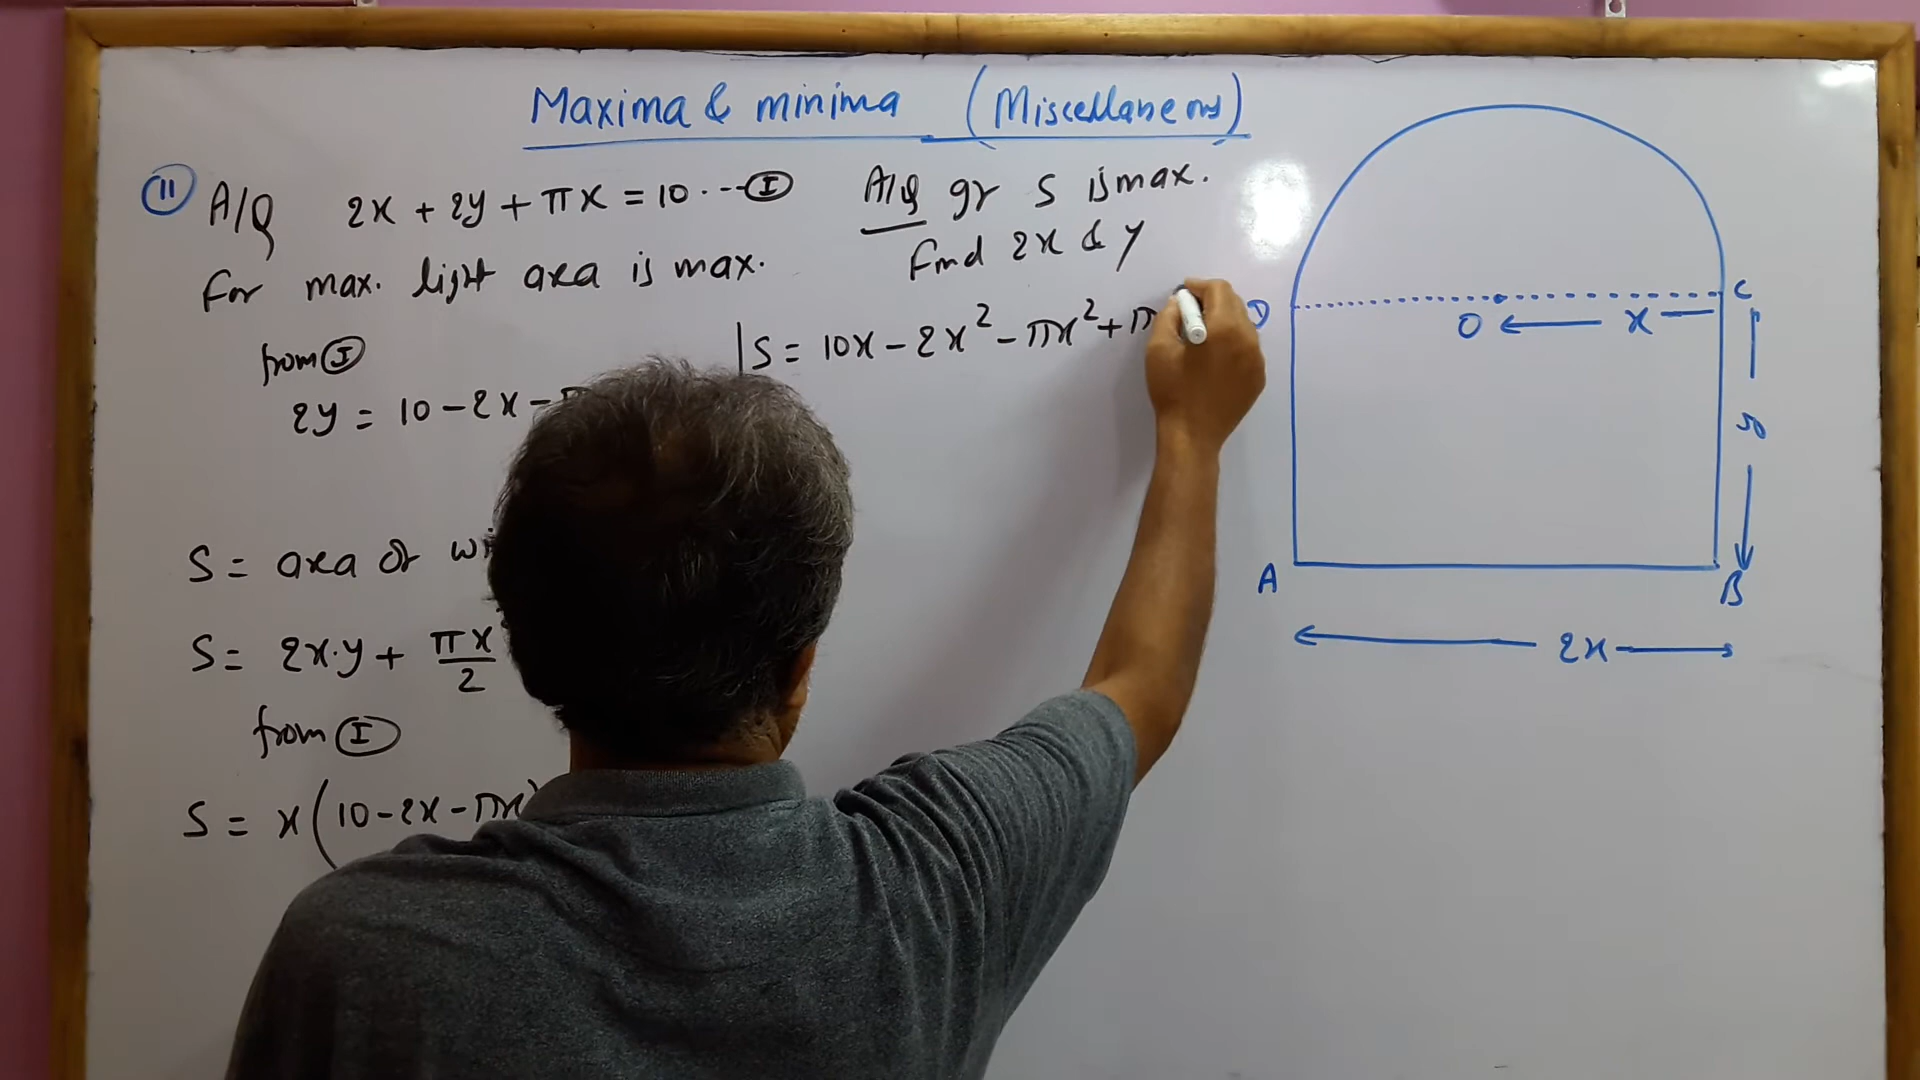 Maxima & minima (Miscellaneous)
11 A/Q 2x + 2y + πx = 10 ... I
For max. light area is max.
from I
2y = 10 - 2x -
S = area of
S = 2x.y + πx/2
from I
S = x(10 - 2x - πx)
A/Q gr S is max.
Find 2x & y
S = 10x - 2x² - πx² + π
D
C
O
x
A
B
2x